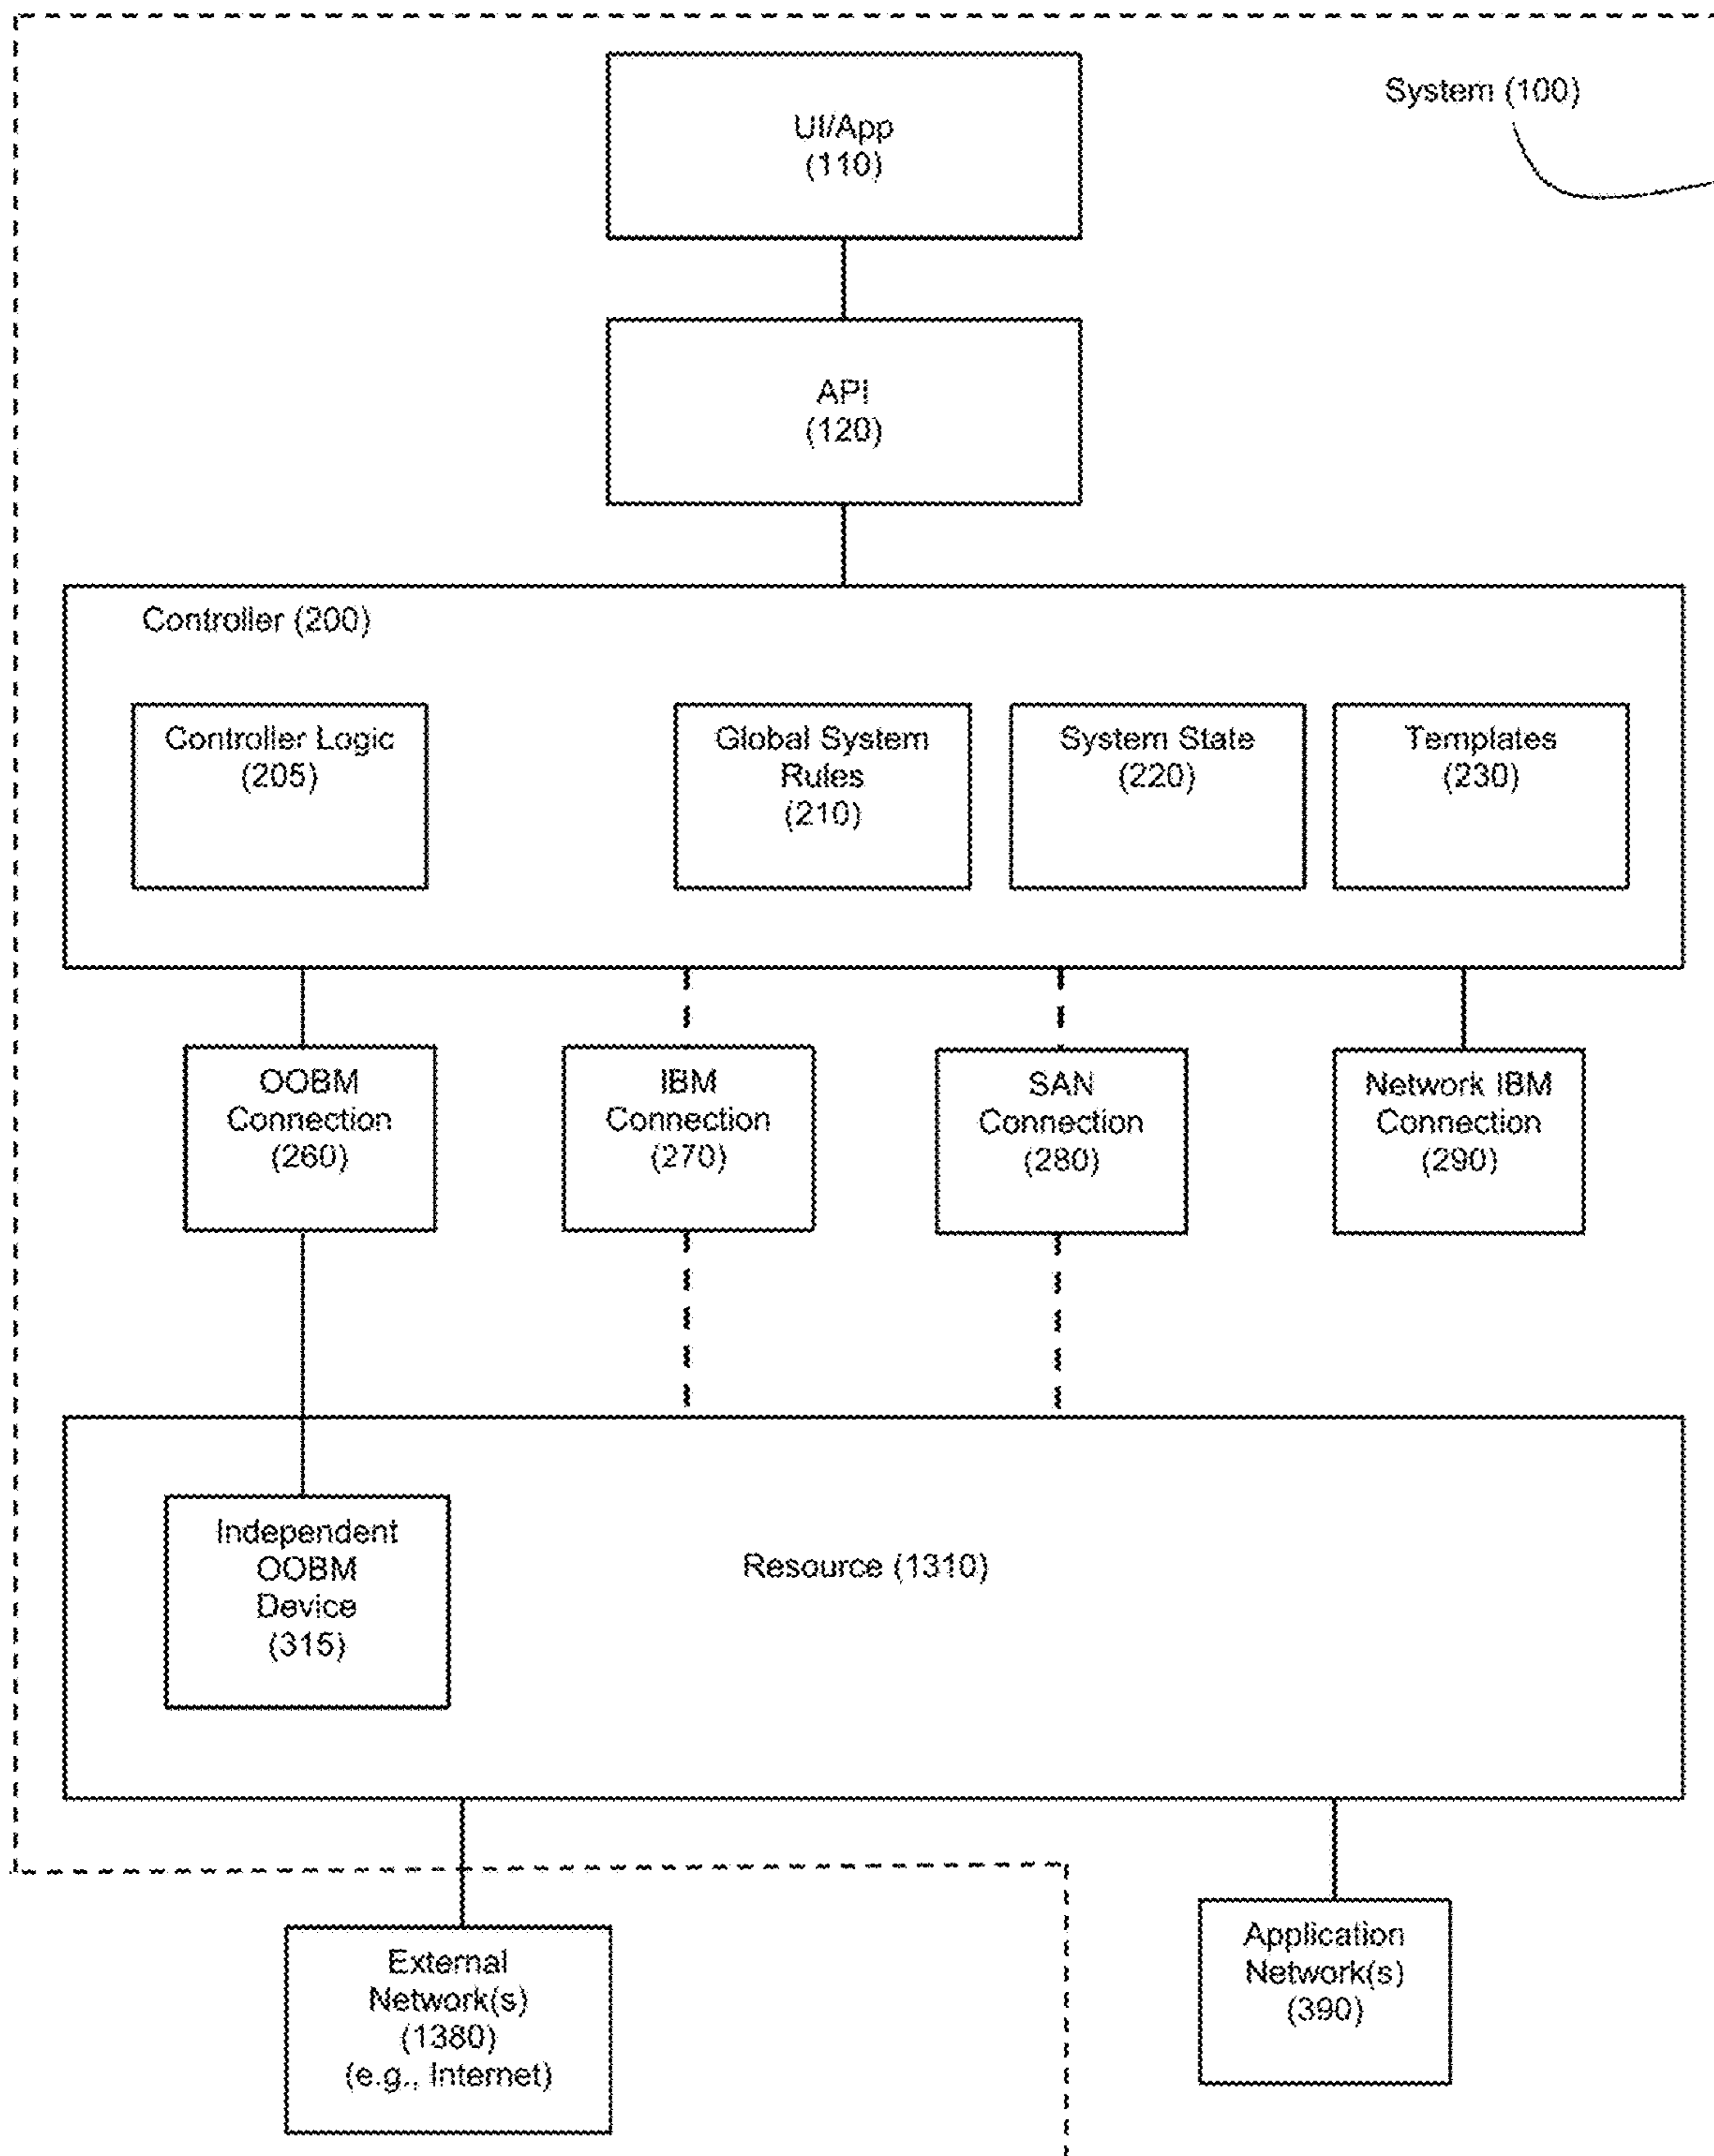 System (100)
UI/App
(110)
API
(120)
Controller (200)
Controller Logic
(205)
Global System
Rules
(210)
System State
(220)
Templates
(230)
OOBM
Connection
(260)
IBM
Connection
(270)
SAN
Connection
(280)
Network IBM
Connection
(290)
Independent
OOBM
Device
(315)
Resource (1310)
External
Network(s)
(1380)
(e.g., Internet)
Application
Network(s)
(390)